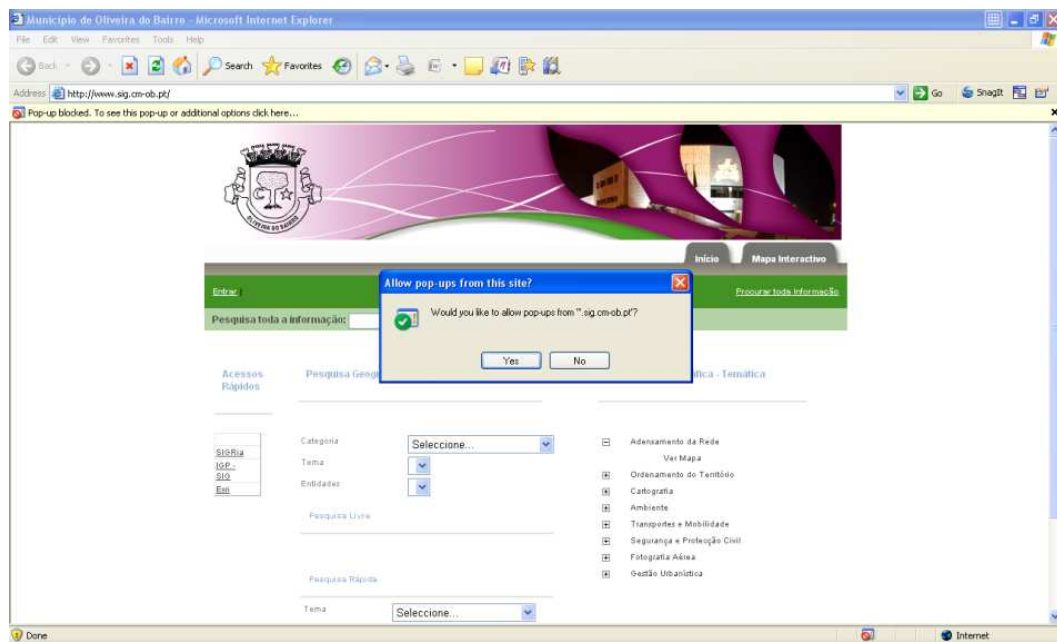 Município de Oliveira do Bairro - Microsoft Internet Explorer
File Edit View Favorites Tools Help
Back Search Favorites
Address http://www.sig.cm-ob.pt/ Go SnagIt
Pop-up blocked. To see this pop-up or additional options click here...
OLIVEIRA DO BAIRRO
Início Mapa Interactivo
Entrar | Procurar toda Informação
Pesquisa toda a informação:
Allow pop-ups from this site?
Would you like to allow pop-ups from "*.sig.cm-ob.pt"?
Yes No
Acessos Rápidos
SIGRia
IGP - SIG
Esri
Pesquisa Geog
Categoria Seleccione...
Tema
Entidades
Pesquisa Livre
Pesquisa Rápida
Tema Seleccione...
áfica - Temática
Adensamento da Rede
Ver Mapa
Ordenamento do Território
Cartografia
Ambiente
Transportes e Mobilidade
Segurança e Protecção Civil
Fotografia Aérea
Gestão Urbanística
Done Internet